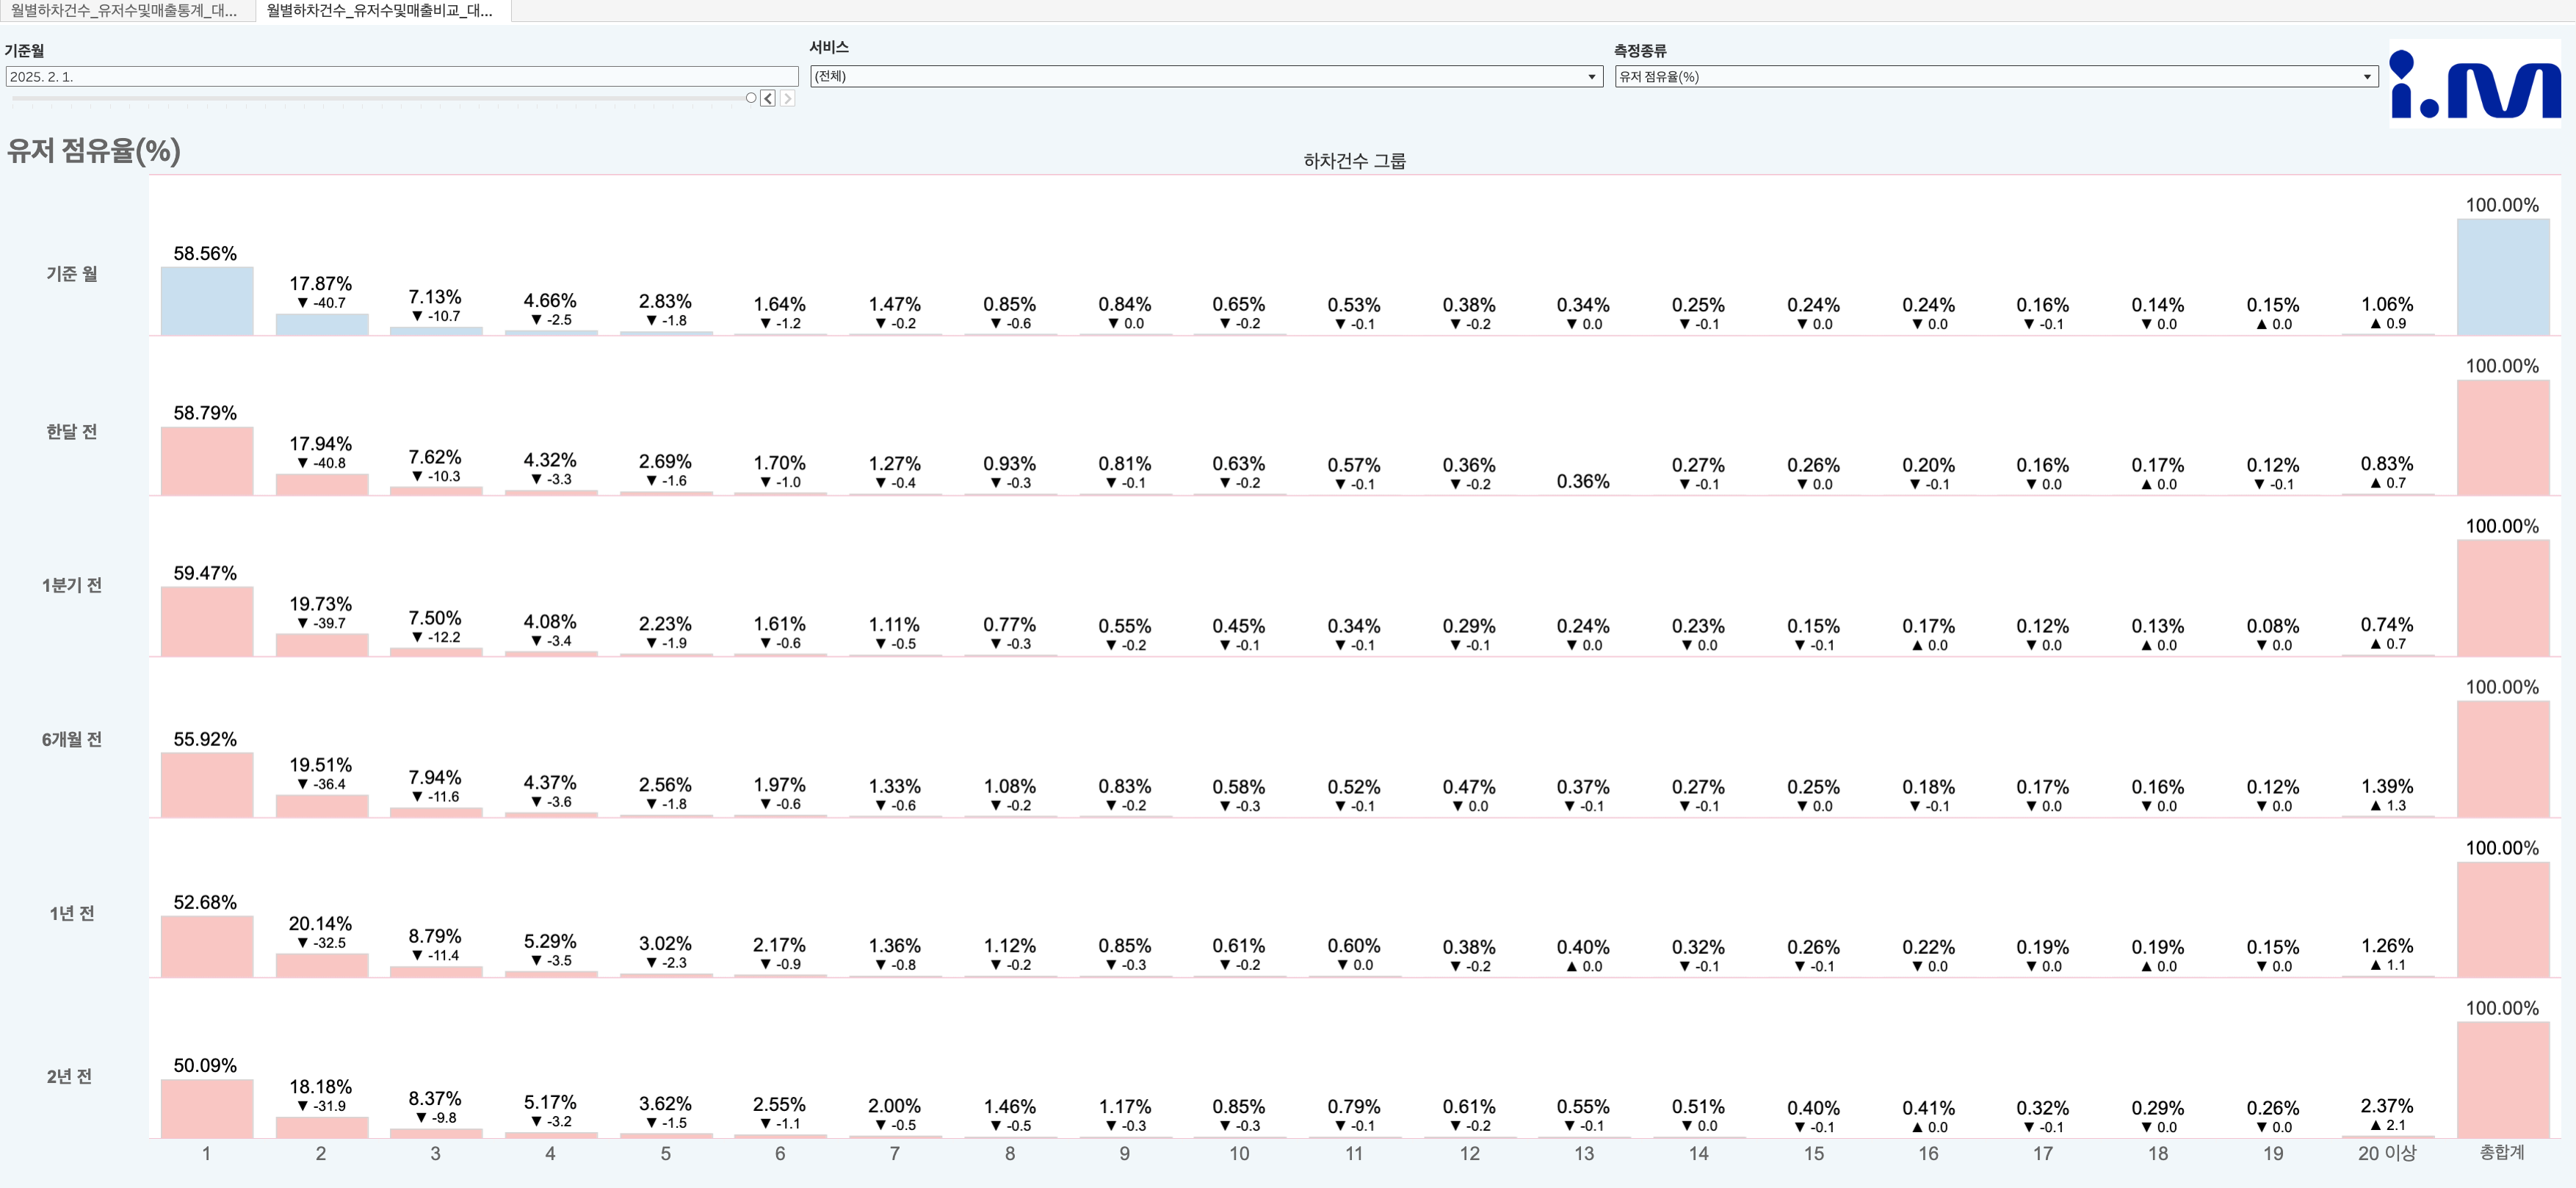 월별하차건수_유저수및매출통계_대...
월별하차건수_유저수및매출비교_대...
기준월
서비스
측정종류
2025. 2. 1.
(전체)
유저 점유율(%)
i.M
유저 점유율(%)
하차건수 그룹
기준 월
58.56% 17.87% 7.13% 4.66% 2.83% 1.64% 1.47% 0.85% 0.84% 0.65% 0.53% 0.38% 0.34% 0.25% 0.24% 0.24% 0.16% 0.14% 0.15% 1.06% 100.00%
▼ -40.7 ▼ -10.7 ▼ -2.5 ▼ -1.8 ▼ -1.2 ▼ -0.2 ▼ -0.6 ▼ 0.0 ▼ -0.2 ▼ -0.1 ▼ -0.2 ▼ 0.0 ▼ -0.1 ▼ 0.0 ▼ 0.0 ▼ -0.1 ▼ 0.0 ▲ 0.0 ▲ 0.9
한달 전
58.79% 17.94% 7.62% 4.32% 2.69% 1.70% 1.27% 0.93% 0.81% 0.63% 0.57% 0.36% 0.36% 0.27% 0.26% 0.20% 0.16% 0.17% 0.12% 0.83% 100.00%
▼ -40.8 ▼ -10.3 ▼ -3.3 ▼ -1.6 ▼ -1.0 ▼ -0.4 ▼ -0.3 ▼ -0.1 ▼ -0.2 ▼ -0.1 ▼ -0.2 ▼ -0.1 ▼ 0.0 ▼ -0.1 ▼ 0.0 ▲ 0.0 ▼ -0.1 ▲ 0.7
1분기 전
59.47% 19.73% 7.50% 4.08% 2.23% 1.61% 1.11% 0.77% 0.55% 0.45% 0.34% 0.29% 0.24% 0.23% 0.15% 0.17% 0.12% 0.13% 0.08% 0.74% 100.00%
▼ -39.7 ▼ -12.2 ▼ -3.4 ▼ -1.9 ▼ -0.6 ▼ -0.5 ▼ -0.3 ▼ -0.2 ▼ -0.1 ▼ -0.1 ▼ -0.1 ▼ 0.0 ▼ 0.0 ▼ -0.1 ▲ 0.0 ▼ 0.0 ▲ 0.0 ▼ 0.0 ▲ 0.7
6개월 전
55.92% 19.51% 7.94% 4.37% 2.56% 1.97% 1.33% 1.08% 0.83% 0.58% 0.52% 0.47% 0.37% 0.27% 0.25% 0.18% 0.17% 0.16% 0.12% 1.39% 100.00%
▼ -36.4 ▼ -11.6 ▼ -3.6 ▼ -1.8 ▼ -0.6 ▼ -0.6 ▼ -0.2 ▼ -0.2 ▼ -0.3 ▼ -0.1 ▼ 0.0 ▼ -0.1 ▼ -0.1 ▼ 0.0 ▼ -0.1 ▼ 0.0 ▼ 0.0 ▼ 0.0 ▲ 1.3
1년 전
52.68% 20.14% 8.79% 5.29% 3.02% 2.17% 1.36% 1.12% 0.85% 0.61% 0.60% 0.38% 0.40% 0.32% 0.26% 0.22% 0.19% 0.19% 0.15% 1.26% 100.00%
▼ -32.5 ▼ -11.4 ▼ -3.5 ▼ -2.3 ▼ -0.9 ▼ -0.8 ▼ -0.2 ▼ -0.3 ▼ -0.2 ▼ 0.0 ▼ -0.2 ▲ 0.0 ▼ -0.1 ▼ -0.1 ▼ 0.0 ▼ 0.0 ▲ 0.0 ▼ 0.0 ▲ 1.1
2년 전
50.09% 18.18% 8.37% 5.17% 3.62% 2.55% 2.00% 1.46% 1.17% 0.85% 0.79% 0.61% 0.55% 0.51% 0.40% 0.41% 0.32% 0.29% 0.26% 2.37% 100.00%
▼ -31.9 ▼ -9.8 ▼ -3.2 ▼ -1.5 ▼ -1.1 ▼ -0.5 ▼ -0.5 ▼ -0.3 ▼ -0.3 ▼ -0.1 ▼ -0.2 ▼ -0.1 ▼ 0.0 ▼ -0.1 ▲ 0.0 ▼ -0.1 ▼ 0.0 ▼ 0.0 ▲ 2.1
1 2 3 4 5 6 7 8 9 10 11 12 13 14 15 16 17 18 19 20 이상 총합계